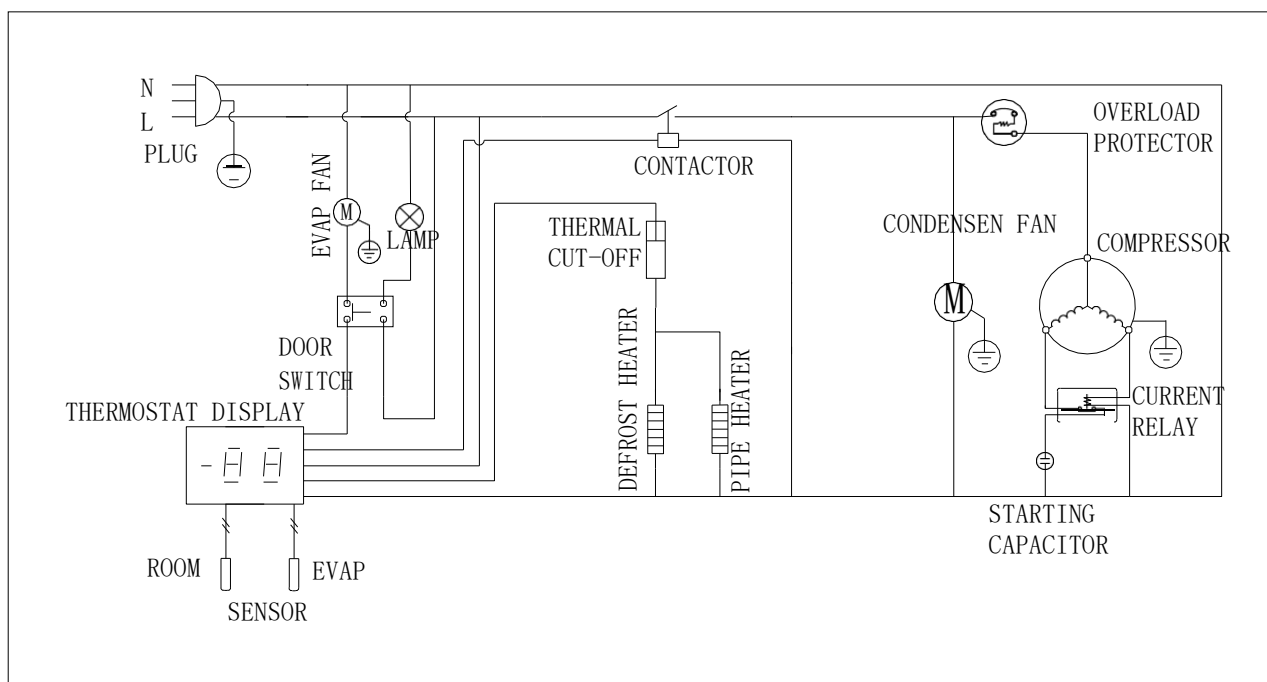 N
L
PLUG
EVAP FAN
M
LAMP
DOOR
SWITCH
THERMOSTAT DISPLAY
-88
ROOM
EVAP
SENSOR
CONTACTOR
THERMAL
CUT-OFF
DEFROST HEATER
PIPE HEATER
CONDENSEN FAN
M
OVERLOAD
PROTECTOR
COMPRESSOR
CURRENT
RELAY
STARTING
CAPACITOR